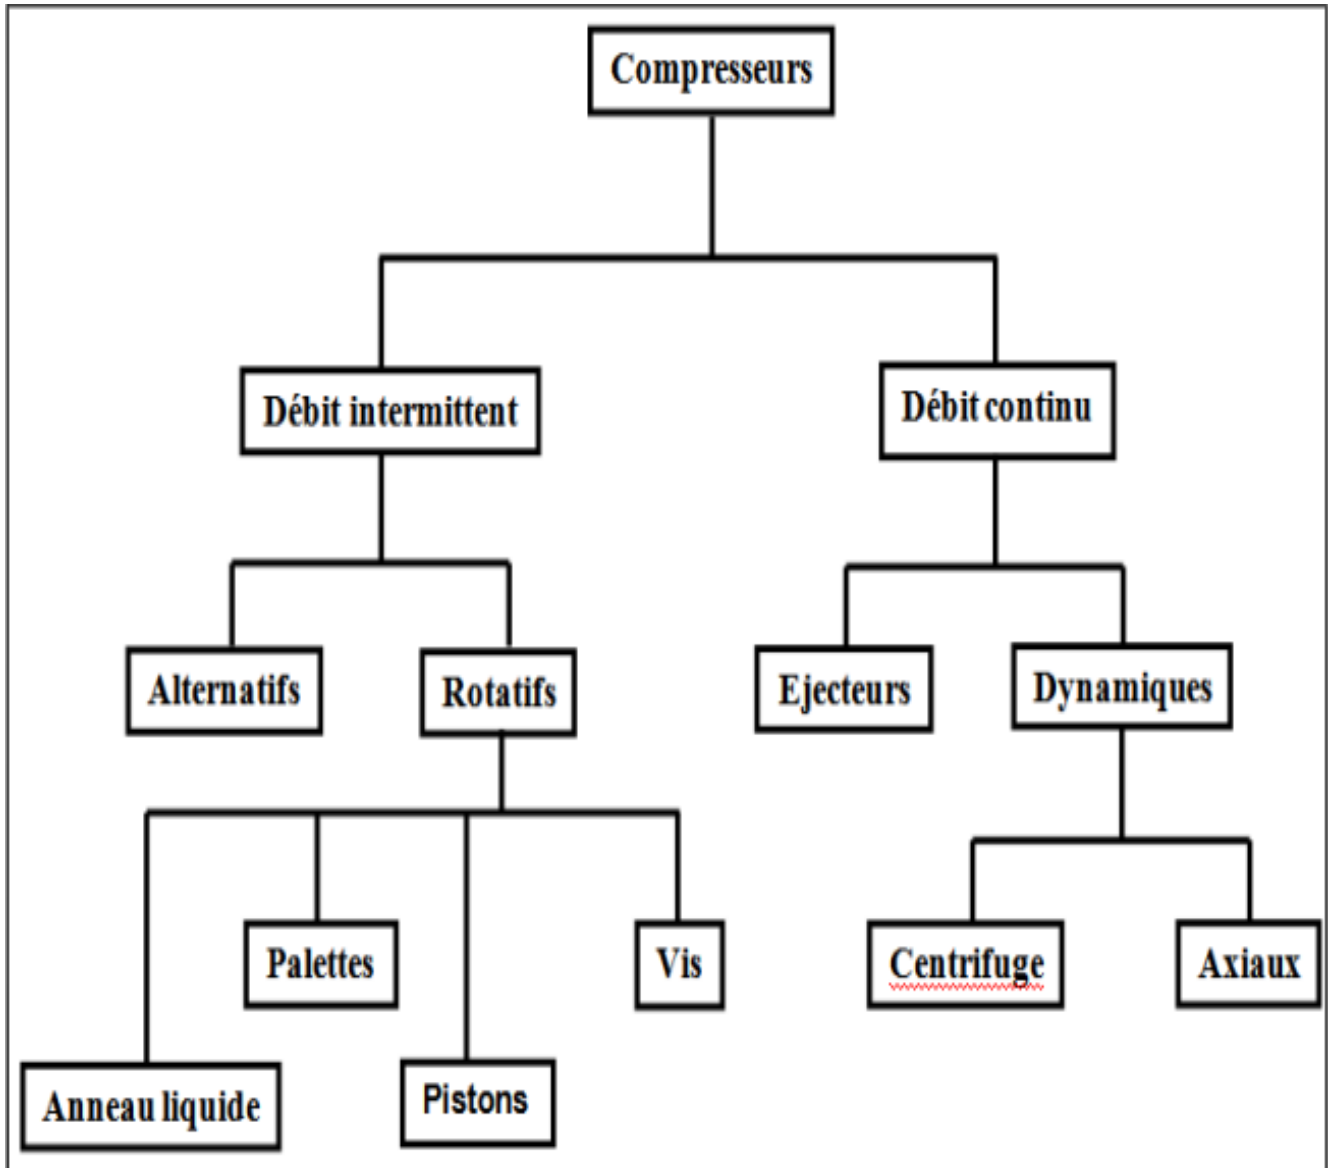 Compresseurs
Débit intermittent
Débit continu
Alternatifs
Rotatifs
Ejecteurs
Dynamiques
Palettes
Vis
Centrifuge
Axiaux
Anneau liquide
Pistons